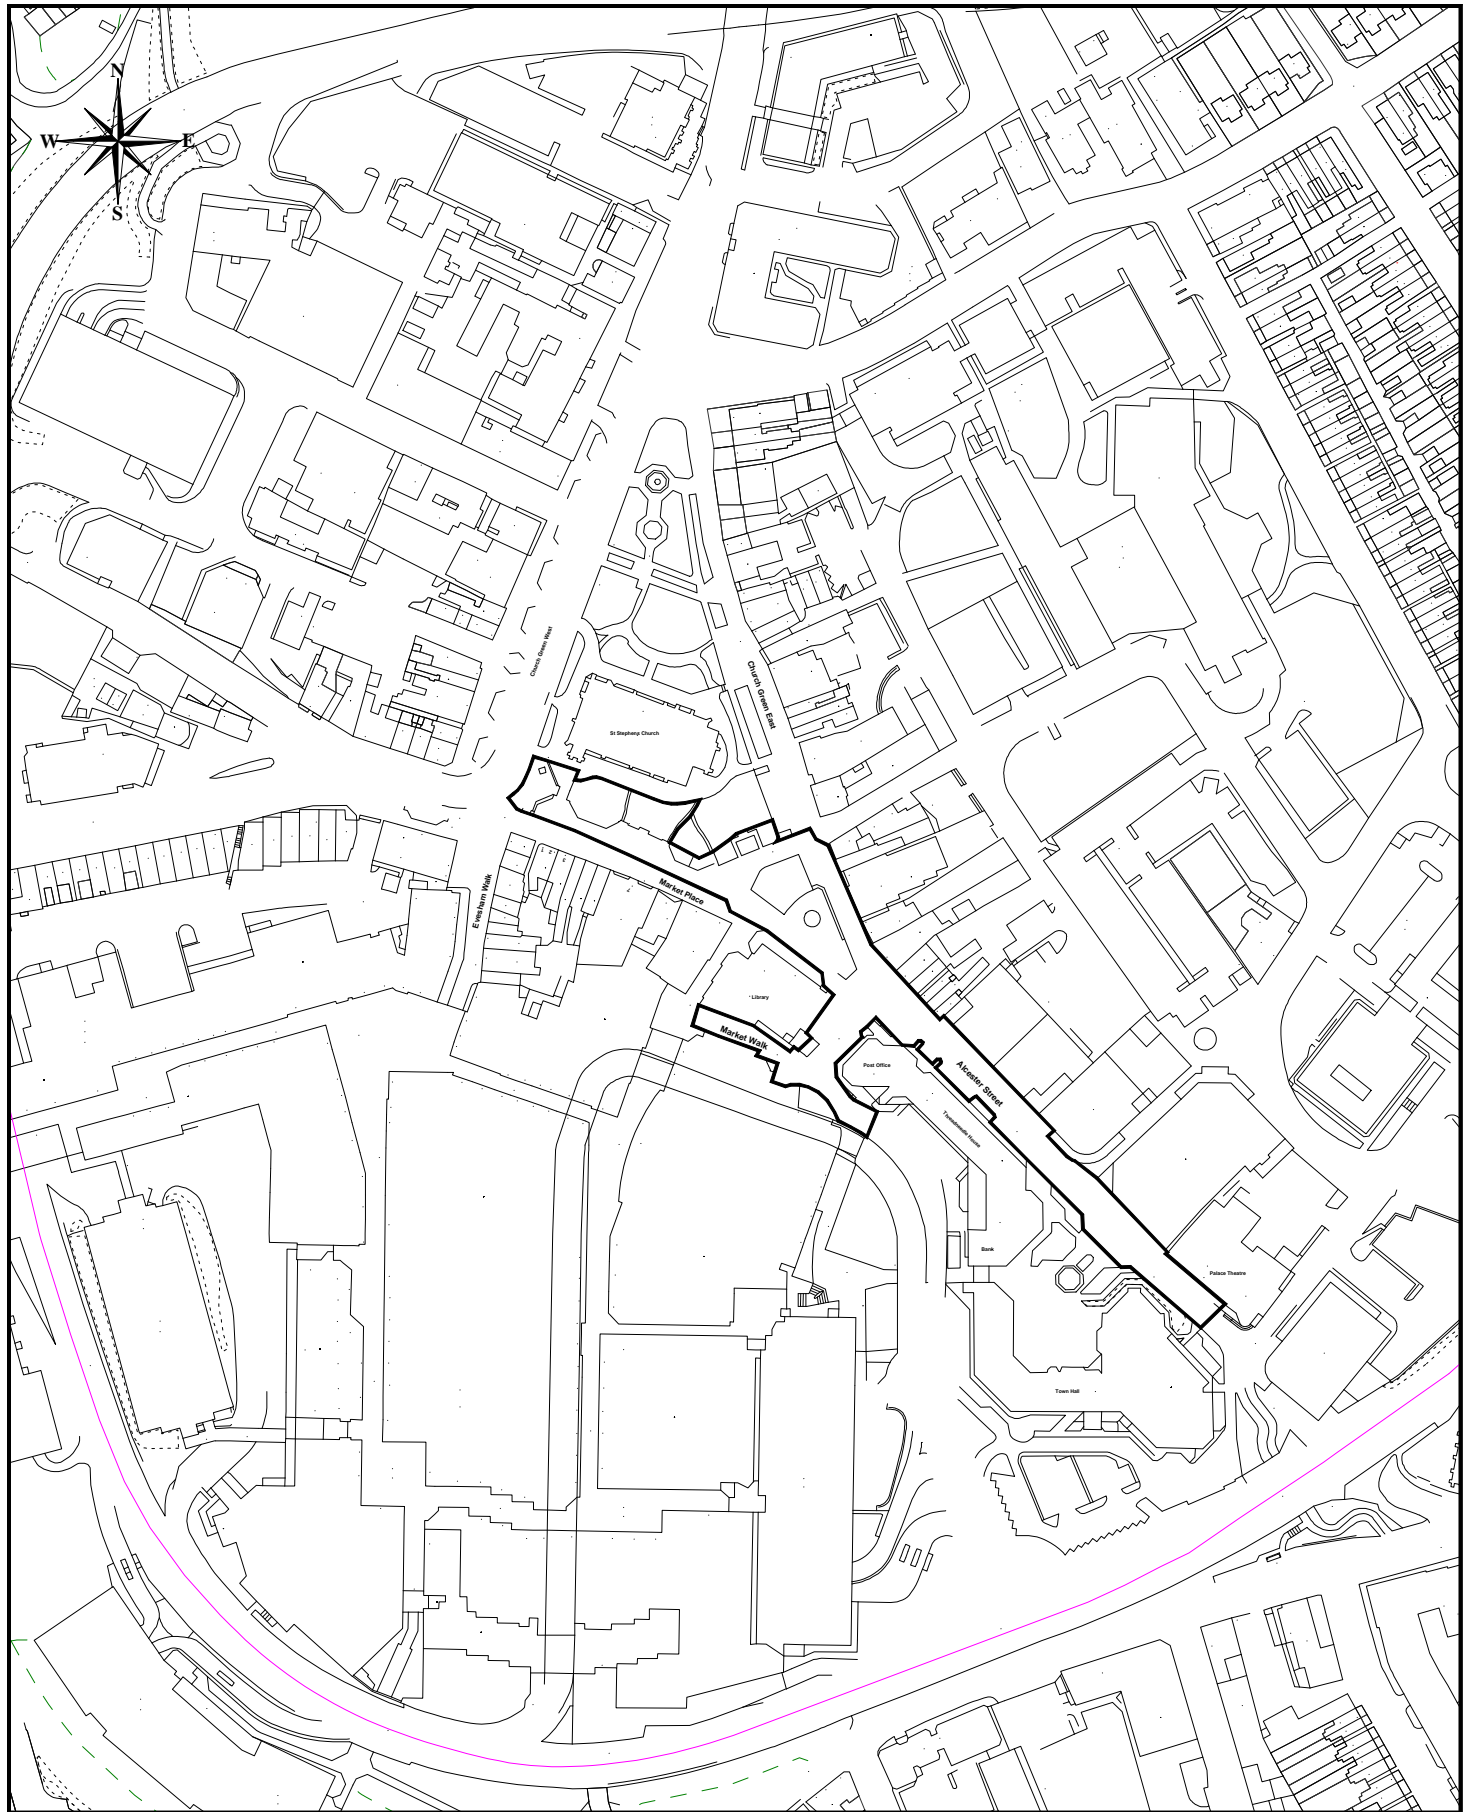 N
W
E
S
Church Green West
Church Green East
St Stephens Church
Evesham Walk
Market Place
Library
Market Walk
Post Office
Alcester Street
Threadneedle House
Bank
Palace Theatre
Town Hall